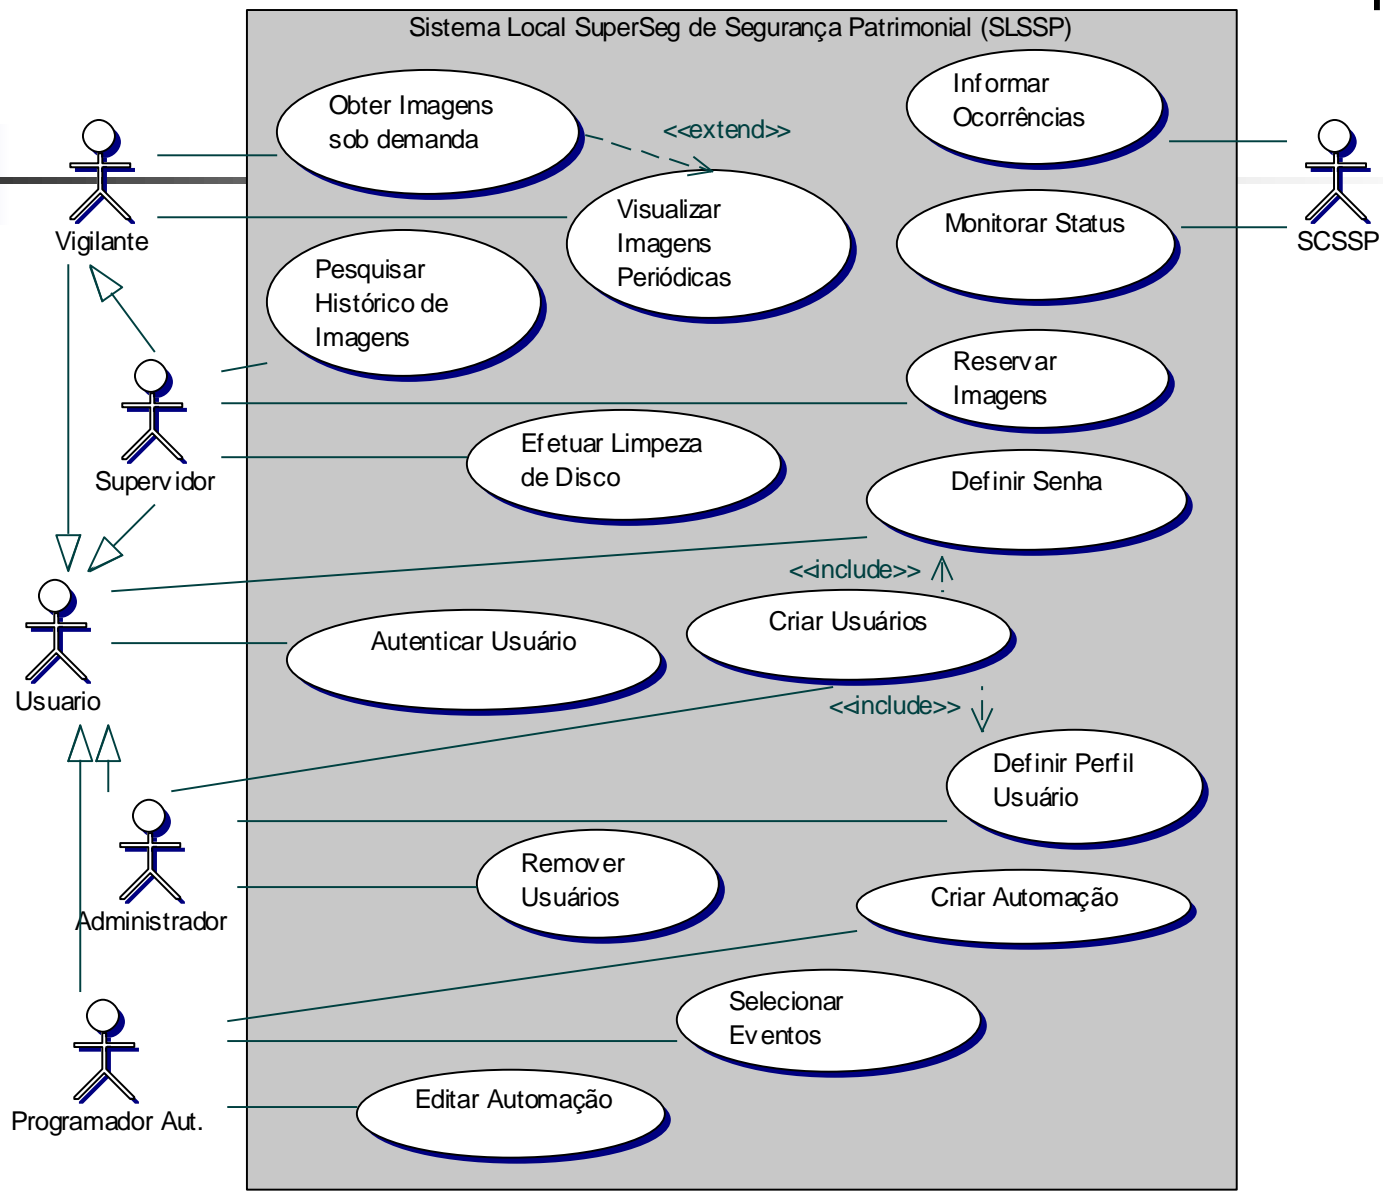 Sistema Local SuperSeg de Segurança Patrimonial (SLSSP)
Obter Imagens
sob demanda
<<extend>>
Informar
Ocorrências
Vigilante
Visualizar
Imagens
Periódicas
Monitorar Status
SCSSP
Pesquisar
Histórico de
Imagens
Reservar
Imagens
Supervidor
Efetuar Limpeza
de Disco
Definir Senha
<<include>>
Criar Usuários
Autenticar Usuário
Usuario
<<include>>
Definir Perfil
Usuário
Remover
Usuários
Administrador
Criar Automação
Selecionar
Eventos
Editar Automação
Programador Aut.